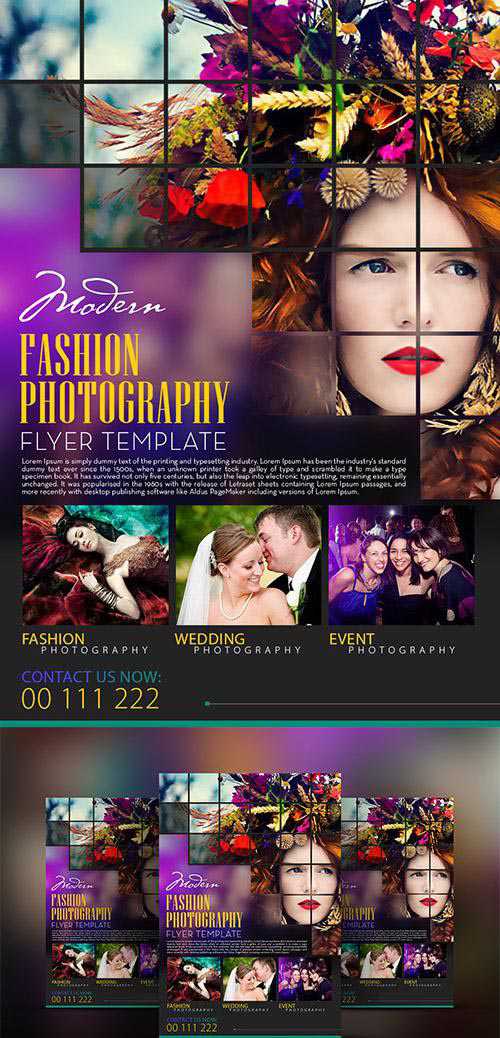 Modern
FASHION
PHOTOGRAPHY
FLYER TEMPLATE
Lorem Ipsum is simply dummy text of the printing and typesetting industry. Lorem Ipsum has been the industry's standard
dummy text ever since the 1500s, when an unknown printer took a galley of type and scrambled it to make a type
specimen book. It has survived not only five centuries, but also the leap into electronic typesetting, remaining essentially
unchanged. It was popularised in the 1960s with the release of Letraset sheets containing Lorem Ipsum passages, and
more recently with desktop publishing software like Aldus PageMaker including versions of Lorem Ipsum.
FASHION
PHOTOGRAPHY
WEDDING
PHOTOGRAPHY
EVENT
PHOTOGRAPHY
CONTACT US NOW:
00 111 222
Modern
FASHION
PHOTOGRAPHY
FLYER TEMPLATE
FASHION
PHOTOGRAPHY
WEDDING
PHOTOGRAPHY
EVENT
PHOTOGRAPHY
CONTACT US NOW:
00 111 222